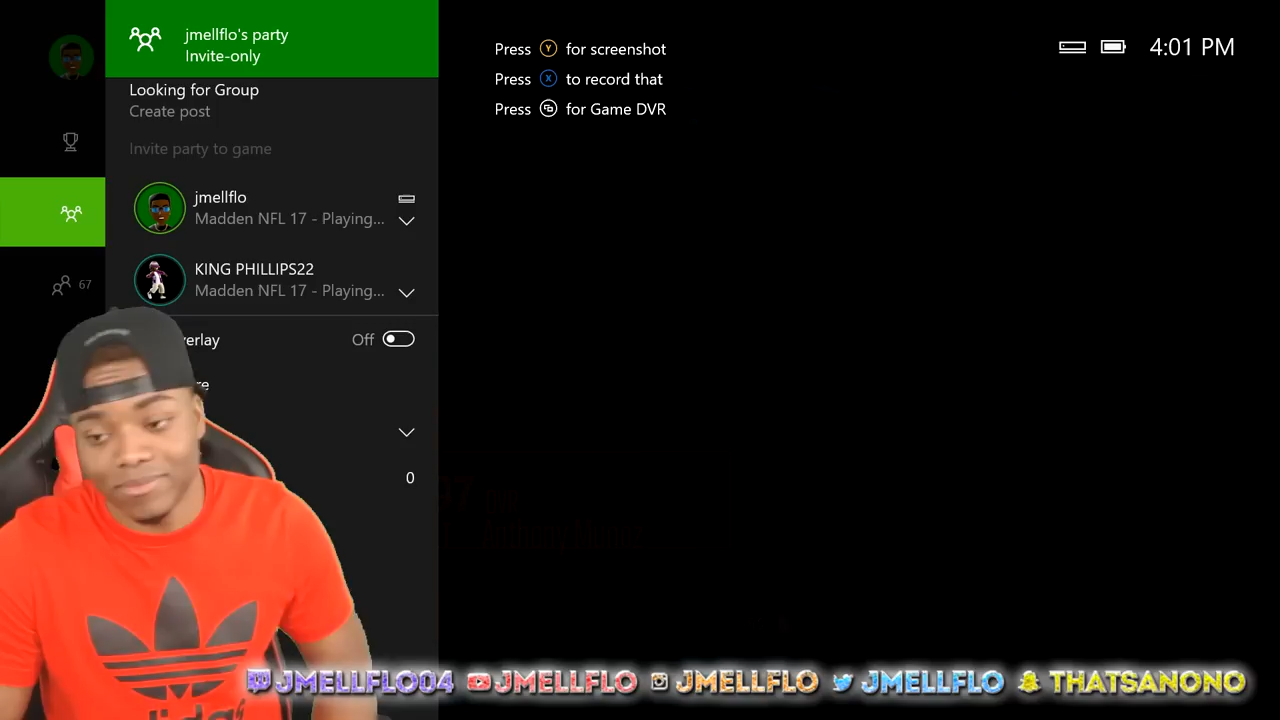 jmellflo's party
Invite-only
Looking for Group
Create post
Invite party to game
jmellflo
Madden NFL 17 - Playing...
KING PHILLIPS22
Madden NFL 17 - Playing...
67
Off
0
Press Y for screenshot
Press X to record that
Press for Game DVR
4:01 PM
JMELLFLO04 JMELLFLO JMELLFLO JMELLFLO THATSANONO